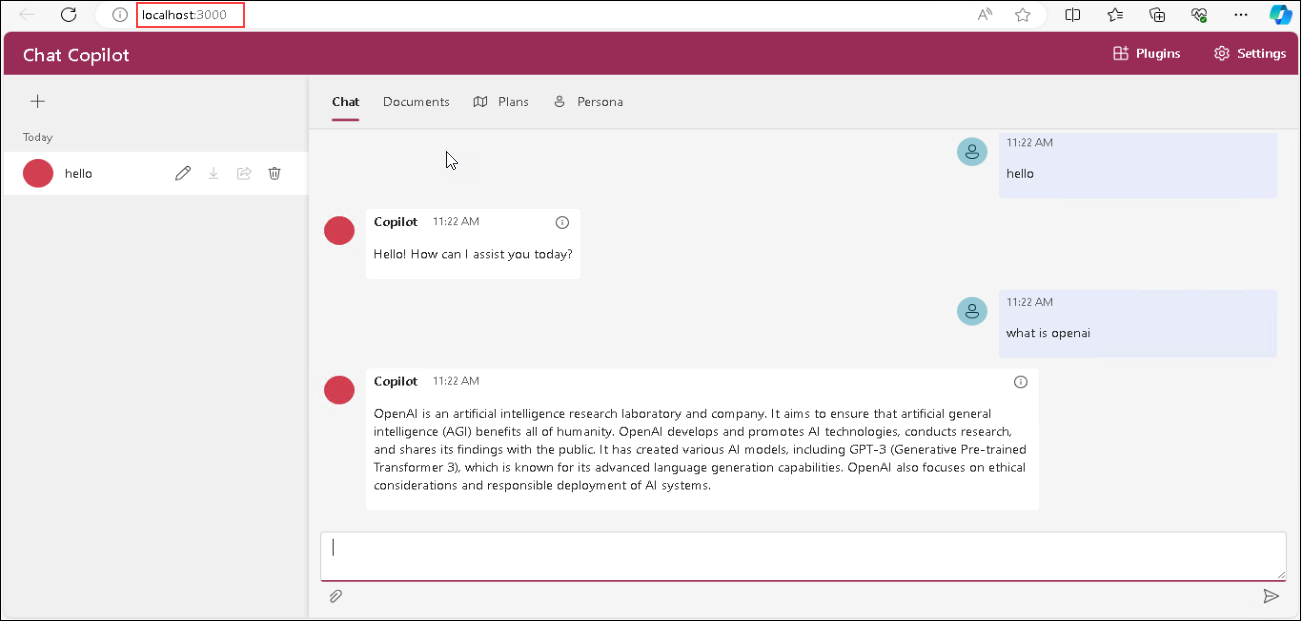 localhost:3000
Chat Copilot
Plugins
Settings
Today
hello
Chat
Documents
Plans
Persona
11:22 AM
hello
Copilot 11:22 AM
Hello! How can I assist you today?
11:22 AM
what is openai
Copilot 11:22 AM
OpenAI is an artificial intelligence research laboratory and company. It aims to ensure that artificial general
intelligence (AGI) benefits all of humanity. OpenAI develops and promotes AI technologies, conducts research,
and shares its findings with the public. It has created various AI models, including GPT-3 (Generative Pre-trained
Transformer 3), which is known for its advanced language generation capabilities. OpenAI also focuses on ethical
considerations and responsible deployment of AI systems.